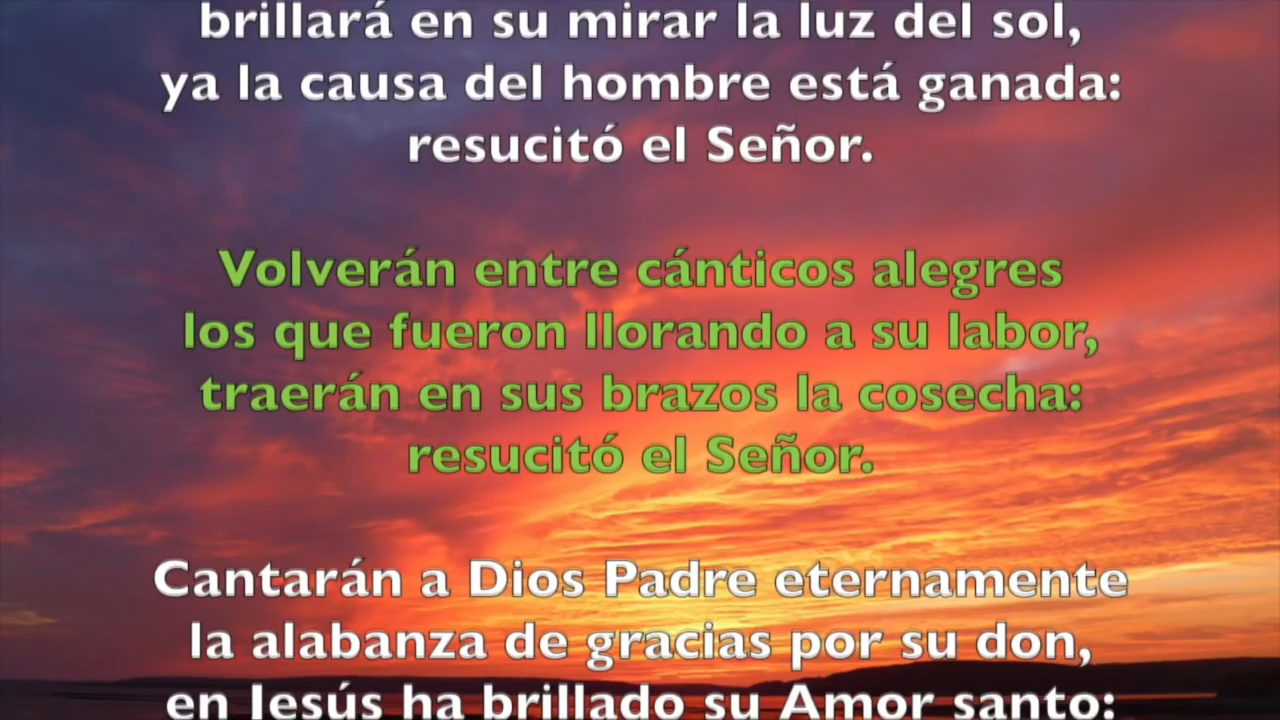 brillará en su mirar la luz del sol,
ya la causa del hombre está ganada:
resucitó el Señor.
Volverán entre cánticos alegres
los que fueron llorando a su labor,
traerán en sus brazos la cosecha:
resucitó el Señor.
Cantarán a Dios Padre eternamente
la alabanza de gracias por su don,
en Jesús ha brillado su Amor santo: